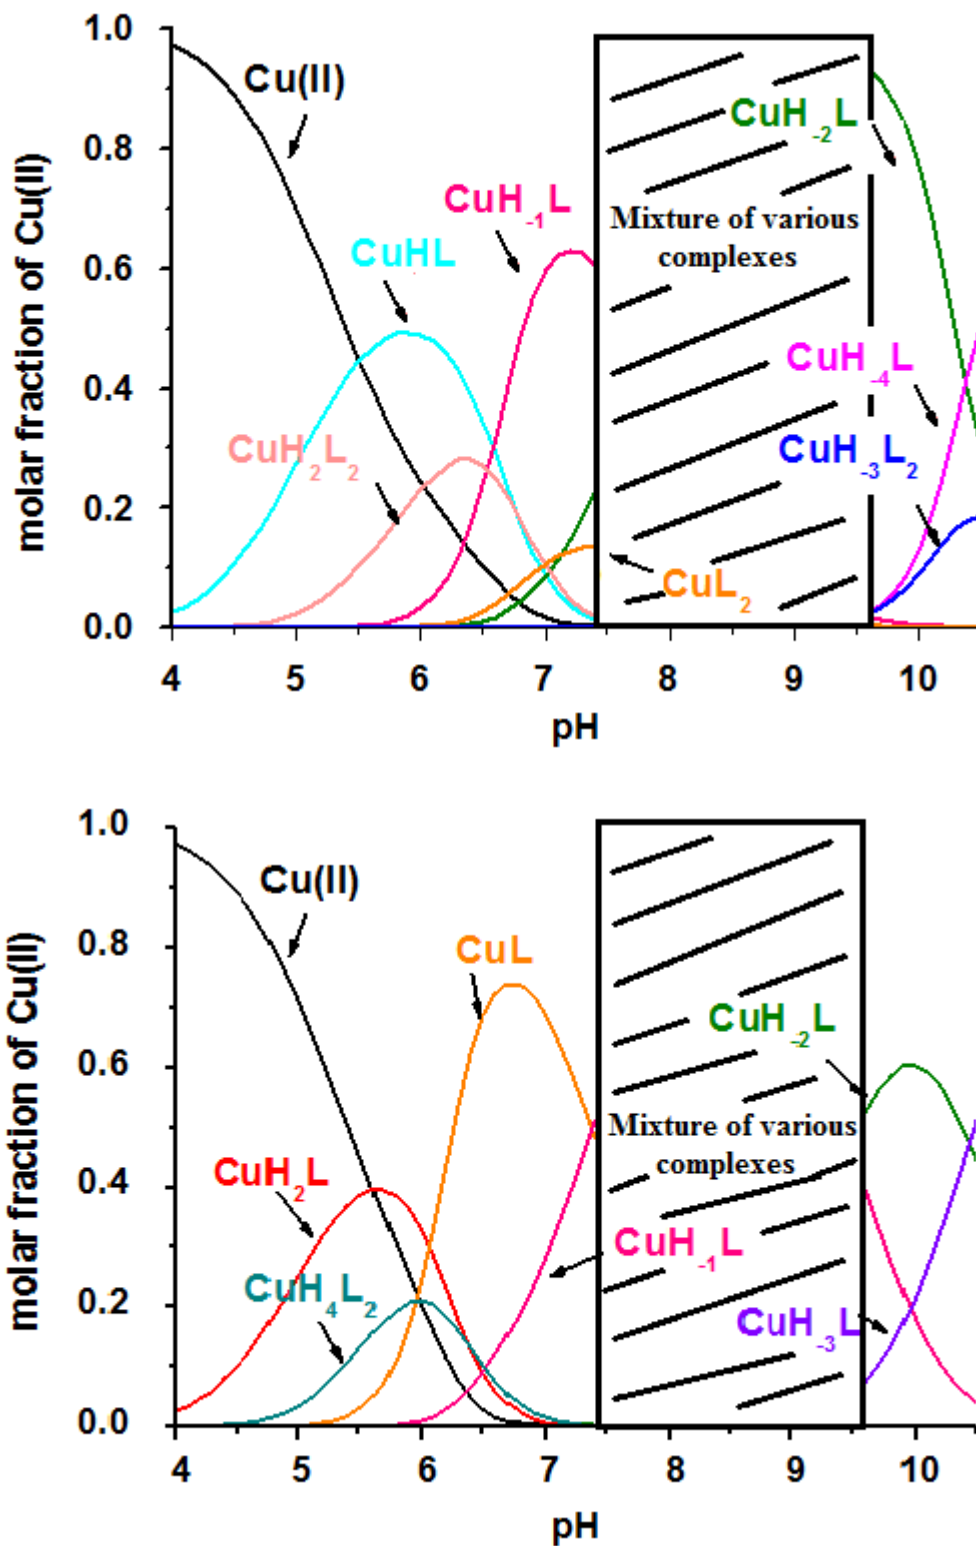 molar fraction of Cu(II)
1.0
0.8
0.6
0.4
0.2
0.0
Cu(II)
CuHL
CuH₋₁L
CuH₂L₂
CuH₋₂L
Mixture of various
complexes
CuH₋₄L
CuH₋₃L₂
CuL₂
4 5 6 7 8 9 10
pH
molar fraction of Cu(II)
1.0
0.8
0.6
0.4
0.2
0.0
Cu(II)
CuL
CuH₂L
CuH₄L₂
CuH₋₂L
Mixture of various
complexes
CuH₋₁L
CuH₋₃L
4 5 6 7 8 9 10
pH